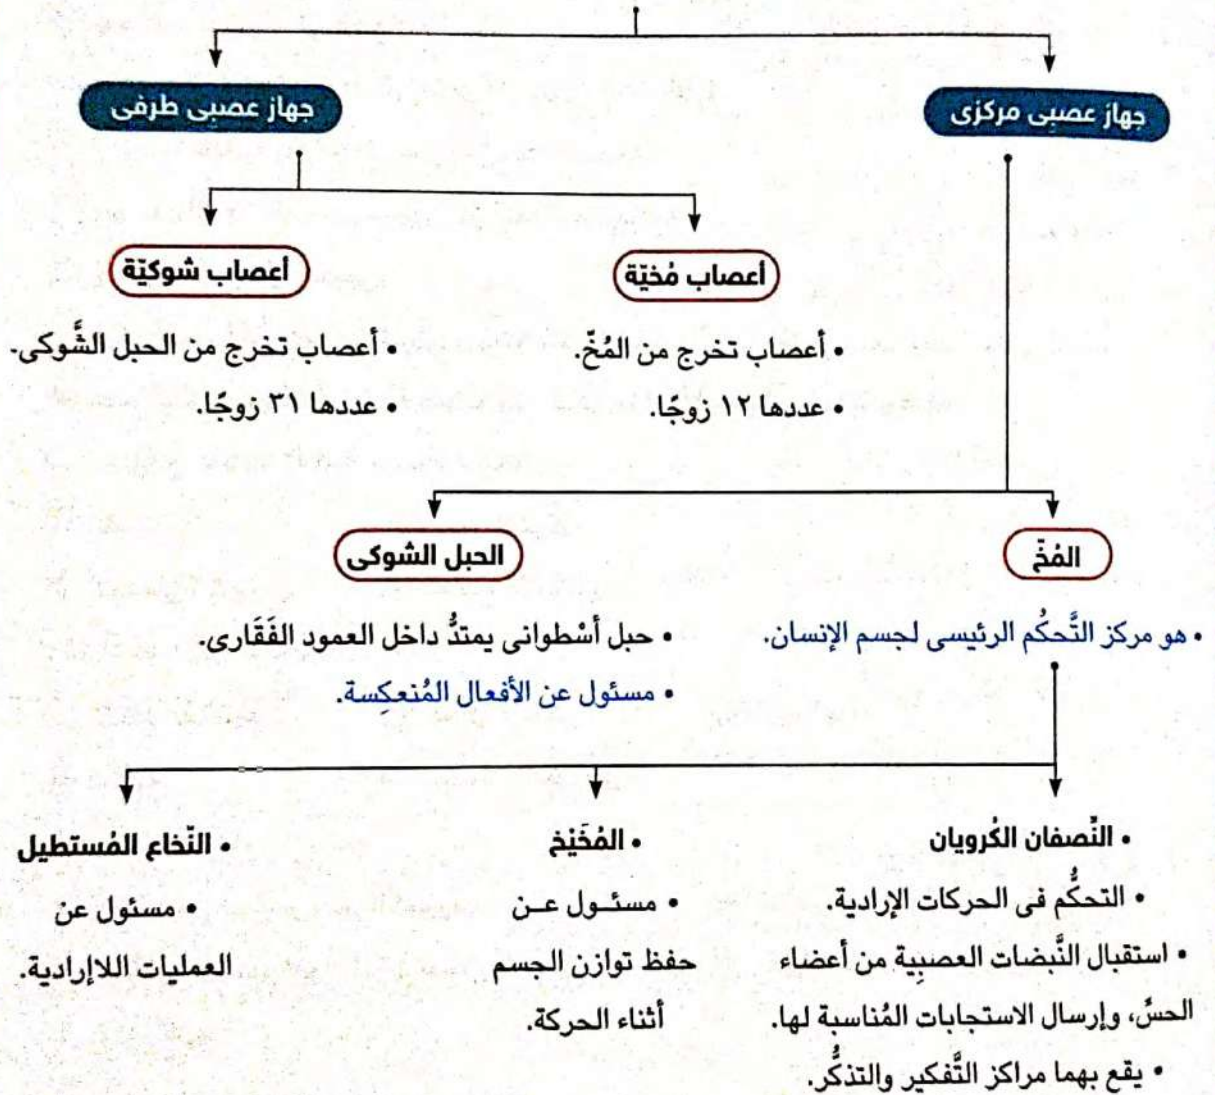 جهاز عصبى مركزى
جهاز عصبى طرفى
أعصاب مُخيّة
أعصاب شوكيّة
• أعصاب تخرج من المُخّ.
• عددها ١٢ زوجًا.
• أعصاب تخرج من الحبل الشَّوكى.
• عددها ٣١ زوجًا.
المُخّ
الحبل الشوكى
• هو مركز التَّحكُم الرئيسى لجسم الإنسان.
• حبل أسْطوانى يمتدُّ داخل العمود الفَقَارى.
• مسئول عن الأفعال المُنعكِسة.
• النِّصفان الكُرويان
• التحكُّم فى الحركات الإرادية.
• استقبال النَّبضات العصبِية من أعضاء
الحسِّ، وإرسال الاستجابات المُناسبة لها.
• يقع بهما مراكز التَّفكير والتذكُّر.
• المُخَيْخ
• مسئـول عـن
حفظ توازن الجسم
أثناء الحركة.
• النّخاع المُستطيل
• مسئول عن
العمليات اللاإرادية.